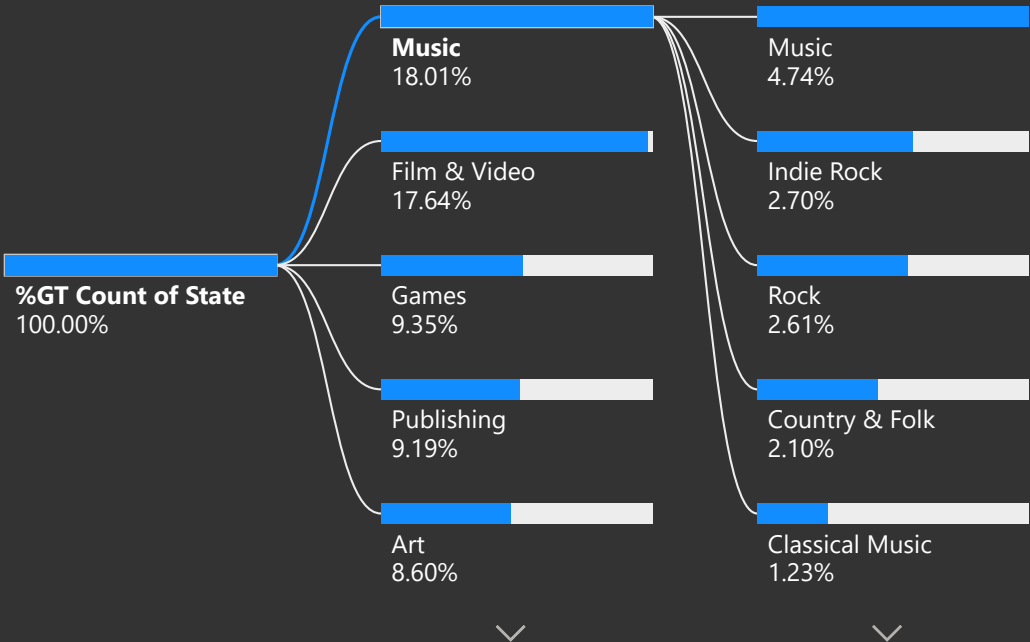 %GT Count of State
100.00%
Music
18.01%
Film & Video
17.64%
Games
9.35%
Publishing
9.19%
Art
8.60%
Music
4.74%
Indie Rock
2.70%
Rock
2.61%
Country & Folk
2.10%
Classical Music
1.23%